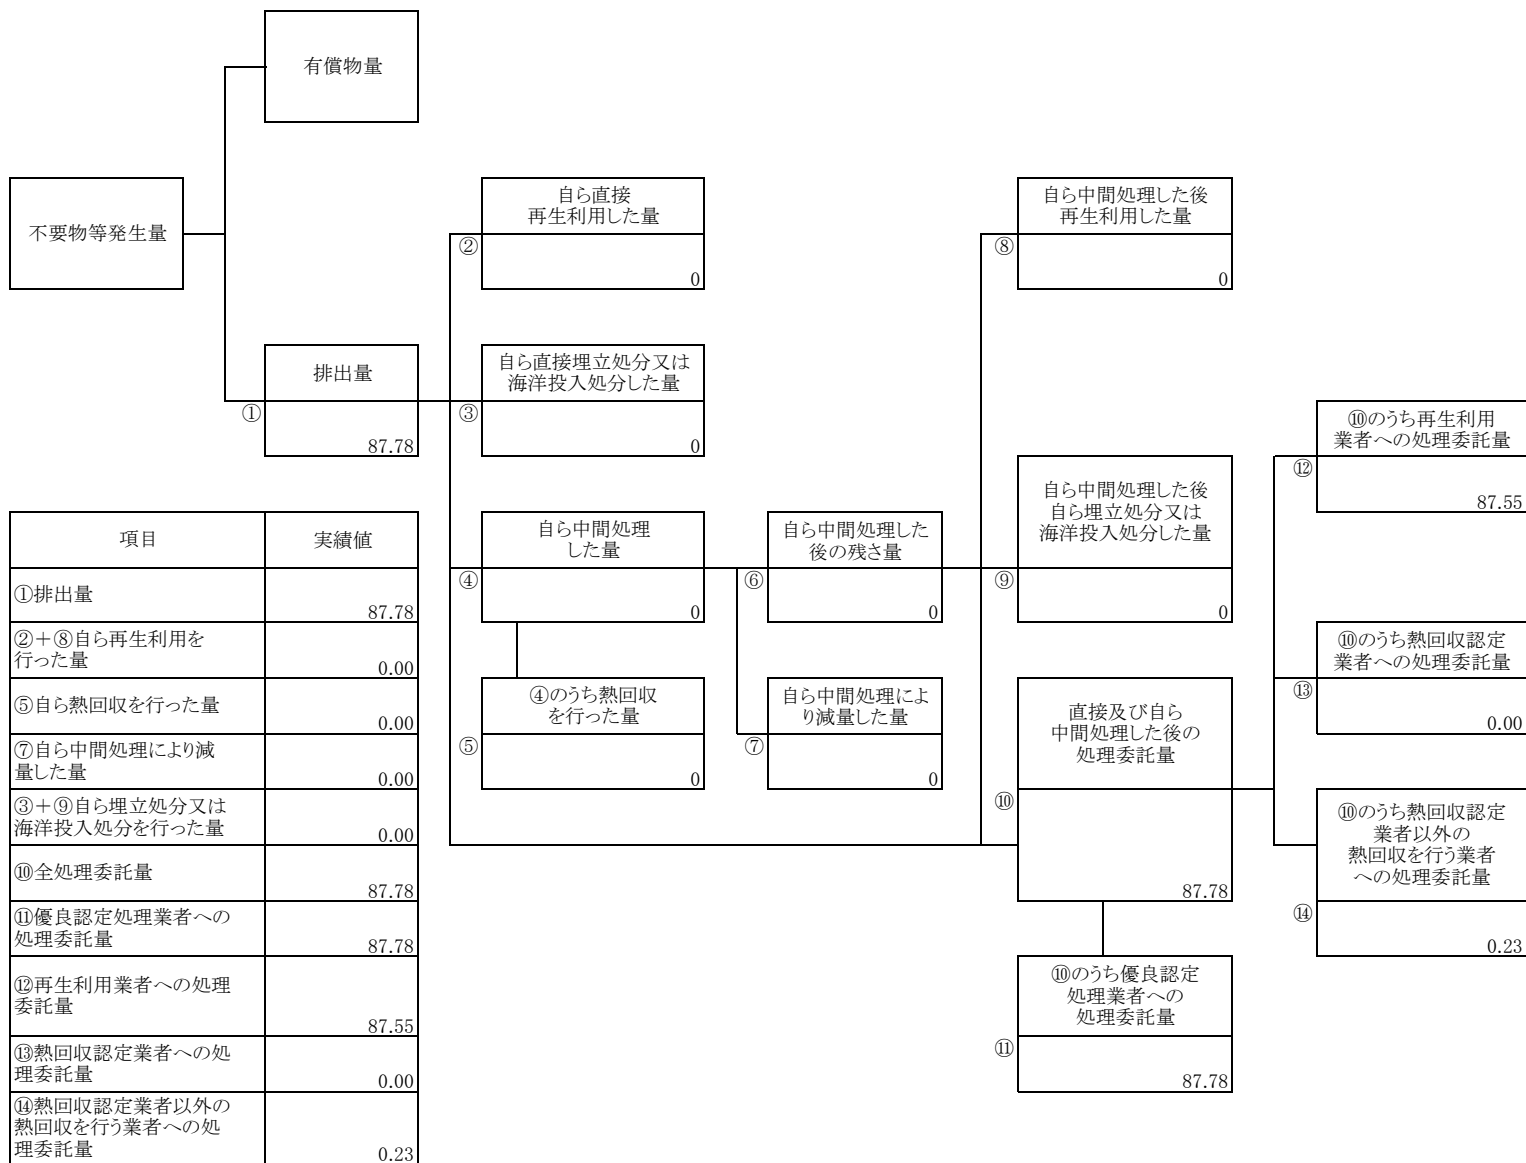 有償物量
不要物等発生量
自ら直接
再生利用した量
②
0
自ら中間処理した後
再生利用した量
⑧
0
排出量
①
87.78
自ら直接埋立処分又は
海洋投入処分した量
③
0
⑩のうち再生利用
業者への処理委託量
⑫
87.55
自ら中間処理
した量
④
0
自ら中間処理した
後の残さ量
⑥
0
自ら中間処理した後
自ら埋立処分又は
海洋投入処分した量
⑨
0
⑩のうち熱回収認定
業者への処理委託量
⑬
0.00
④のうち熱回収
を行った量
⑤
0
自ら中間処理によ
り減量した量
⑦
0
直接及び自ら
中間処理した後の
処理委託量
⑩
87.78
⑩のうち熱回収認定
業者以外の
熱回収を行う業者
への処理委託量
⑭
0.23
⑩のうち優良認定
処理業者への
処理委託量
⑪
87.78
項目
実績値
①排出量
87.78
②＋⑧自ら再生利用を
行った量
0.00
⑤自ら熱回収を行った量
0.00
⑦自ら中間処理により減
量した量
0.00
③＋⑨自ら埋立処分又は
海洋投入処分を行った量
0.00
⑩全処理委託量
87.78
⑪優良認定処理業者への
処理委託量
87.78
⑫再生利用業者への処理
委託量
87.55
⑬熱回収認定業者への処
理委託量
0.00
⑭熱回収認定業者以外の
熱回収を行う業者への処
理委託量
0.23